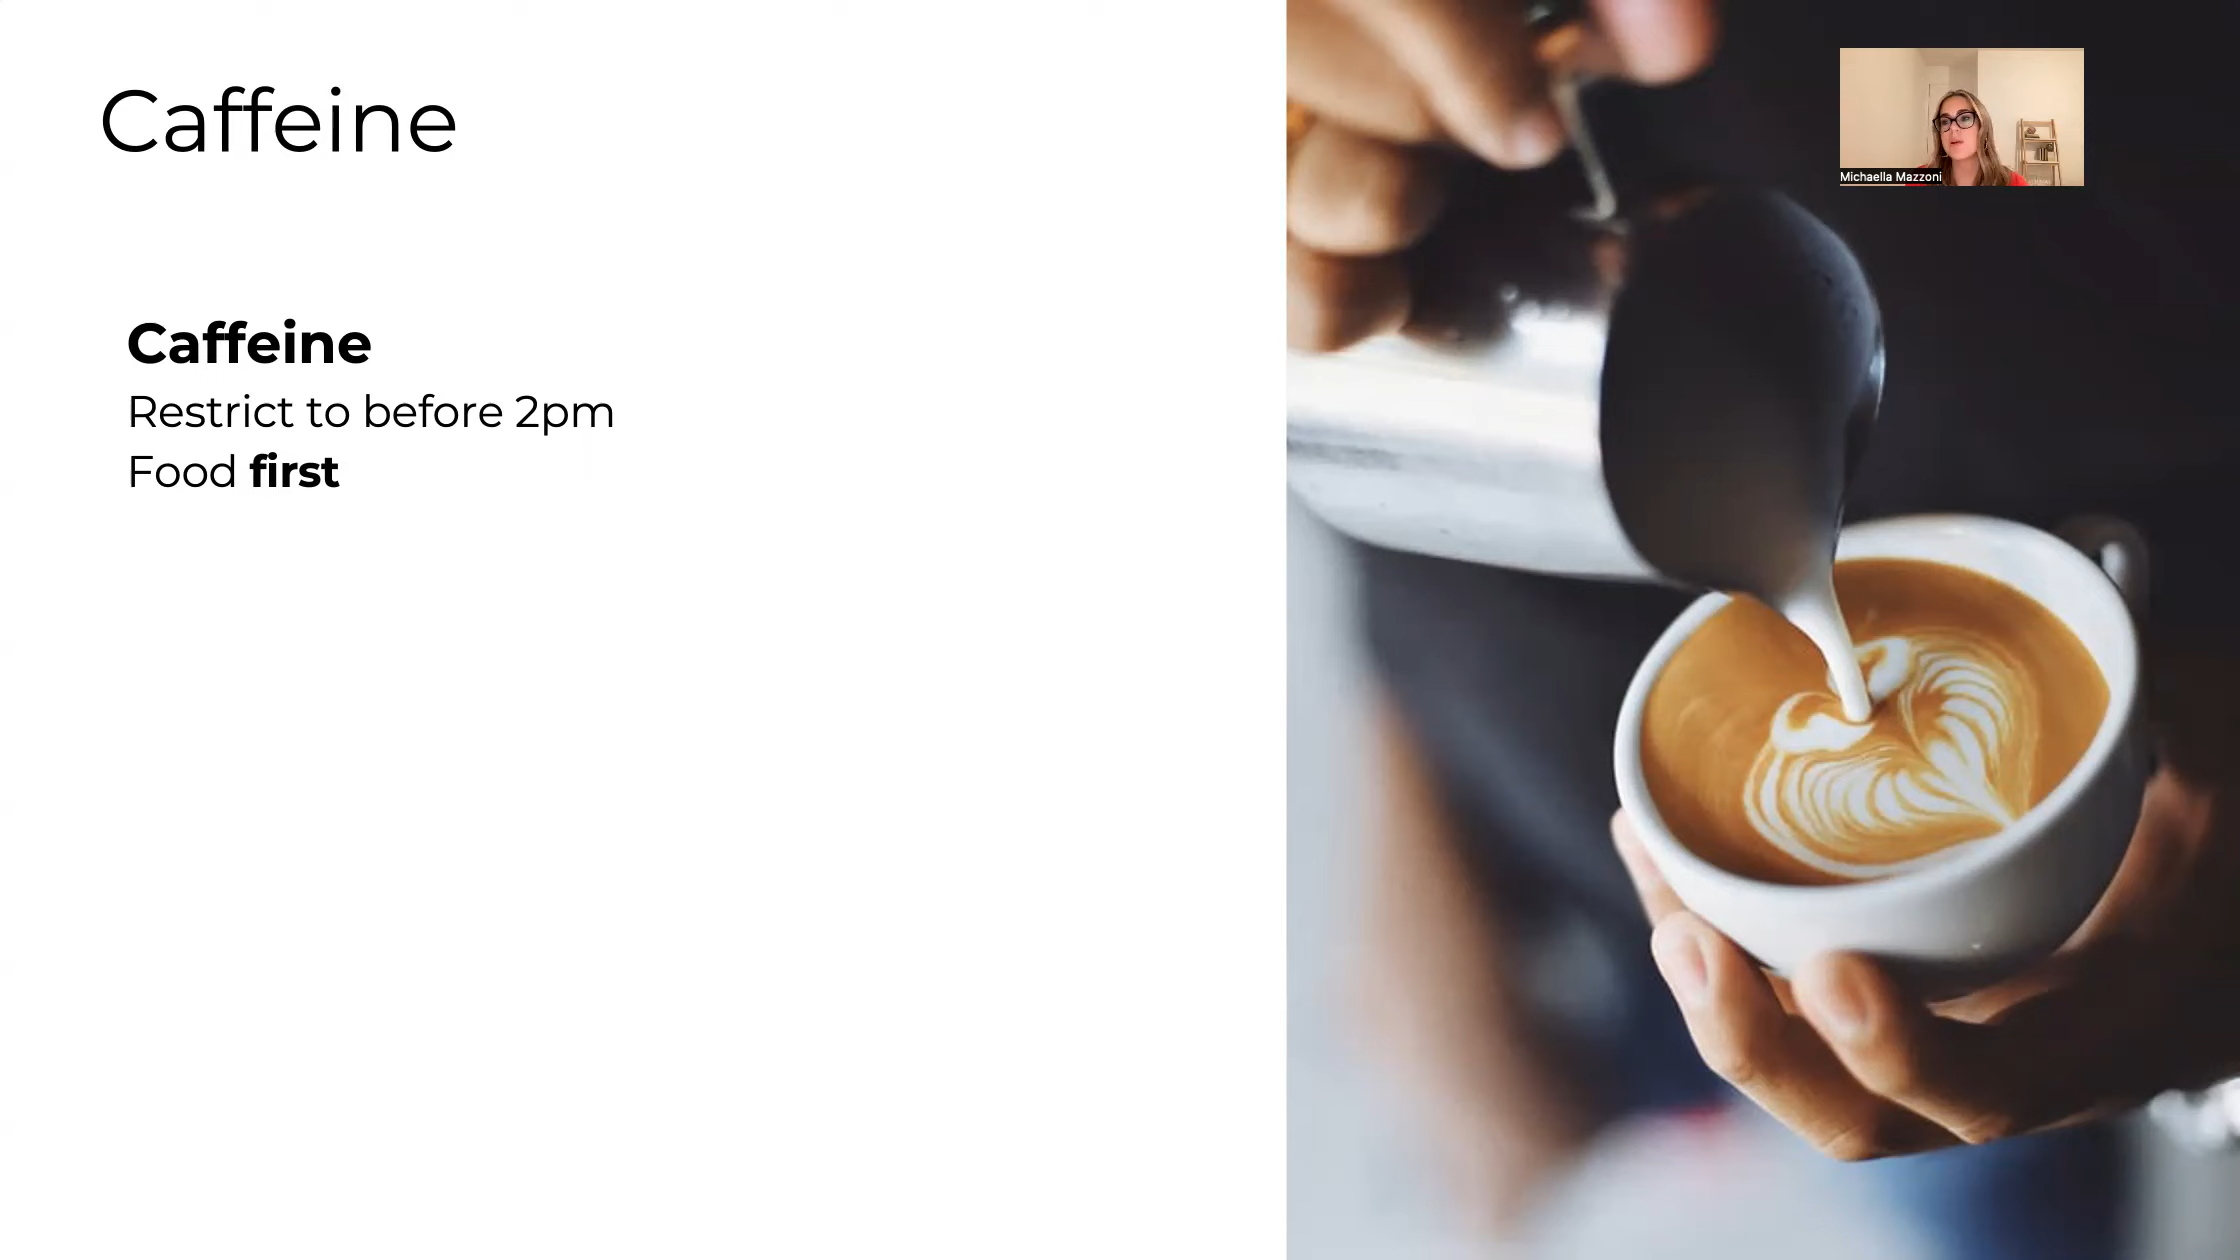 Caffeine
Caffeine
Restrict to before 2pm
Food first
Michaella Mazzoni